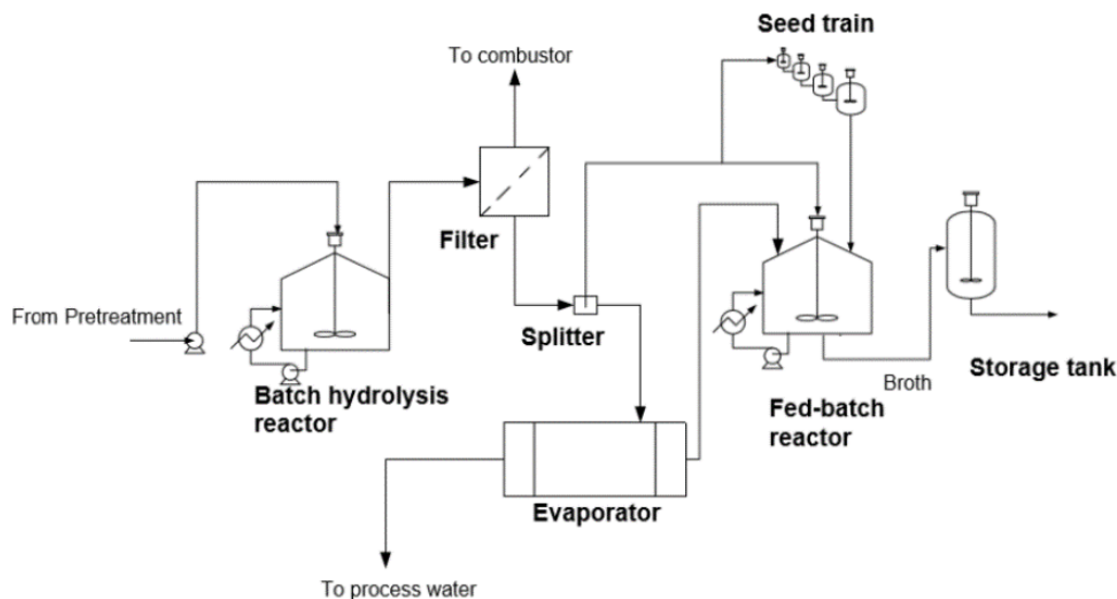 Seed train
To combustor
Filter
From Pretreatment
Splitter
Batch hydrolysis
reactor
Broth
Storage tank
Fed-batch
reactor
Evaporator
To process water